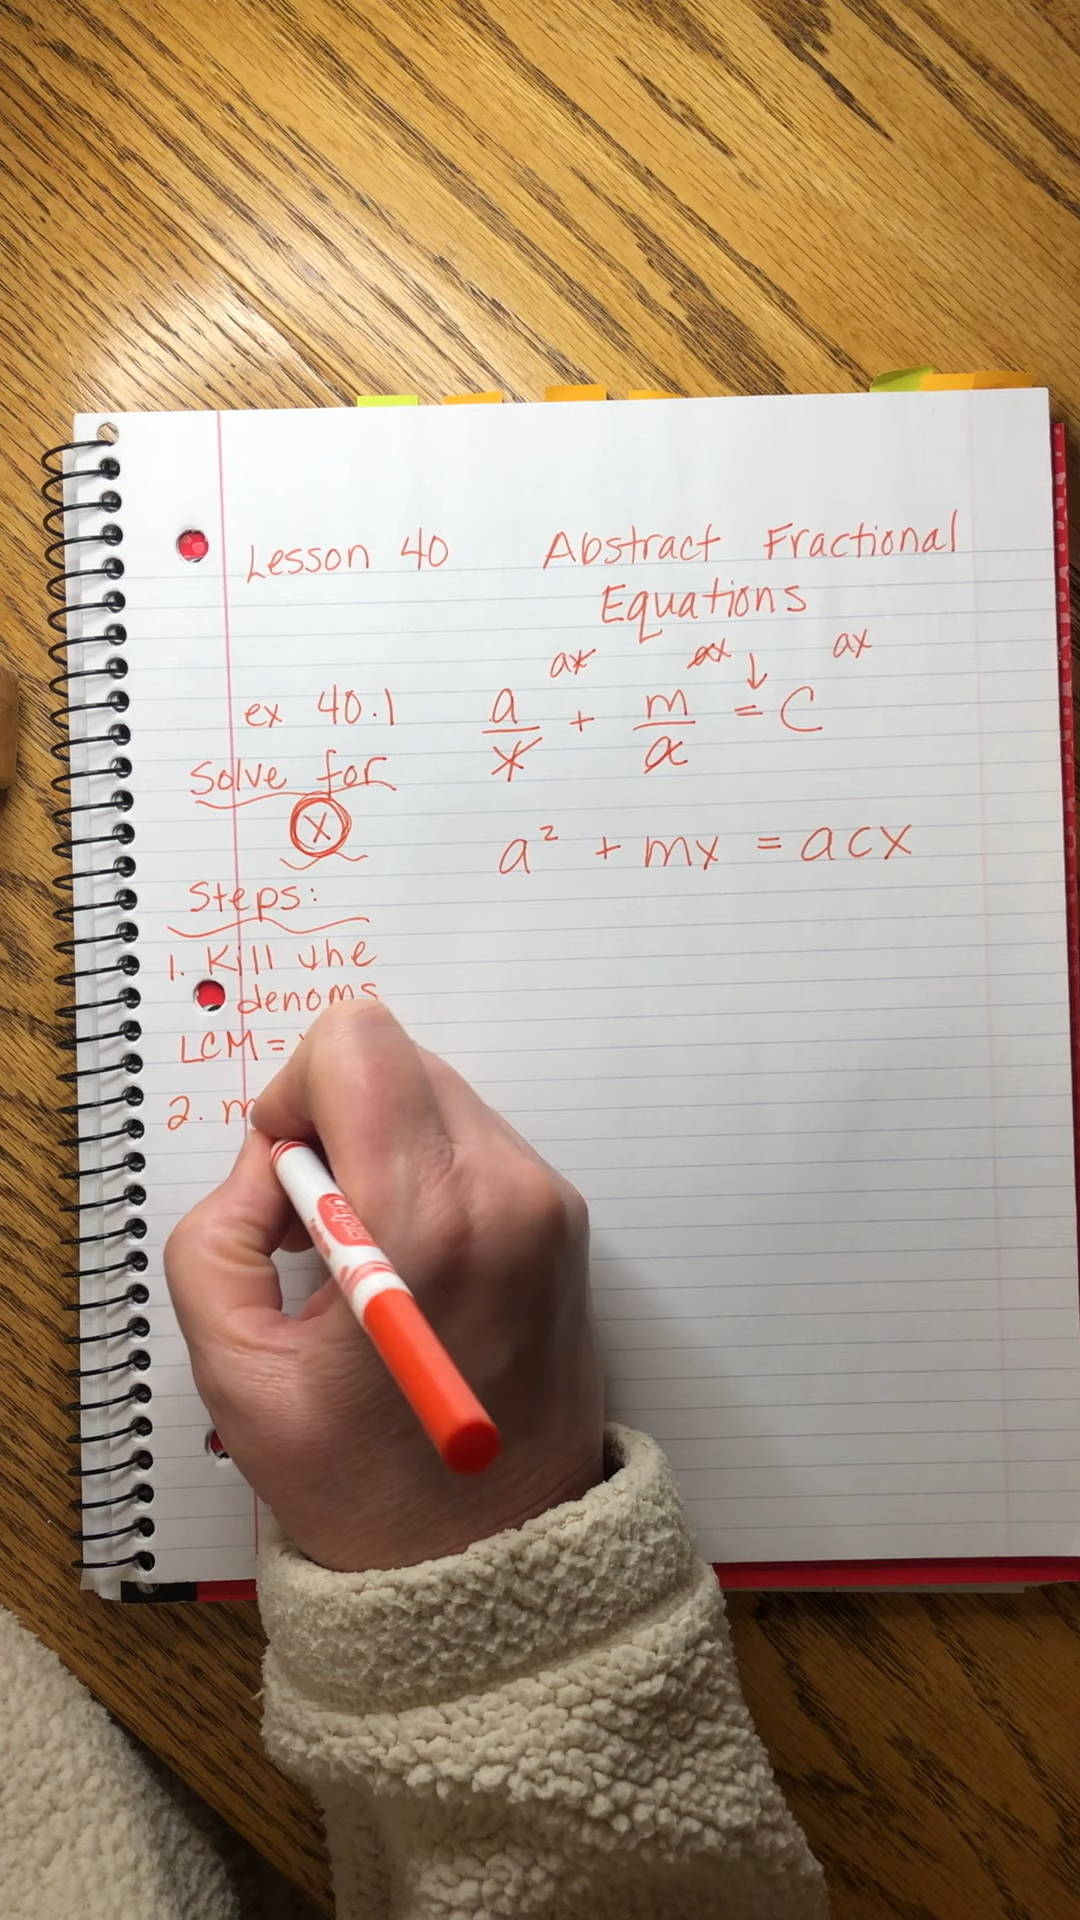 Lesson 40 Abstract Fractional
Equations
ax ax ax
ex 40.1 a/x + m/a = C
Solve for
x
a² + mx = acx
Steps:
1. Kill the
denoms
LCM =
2.
Crayola